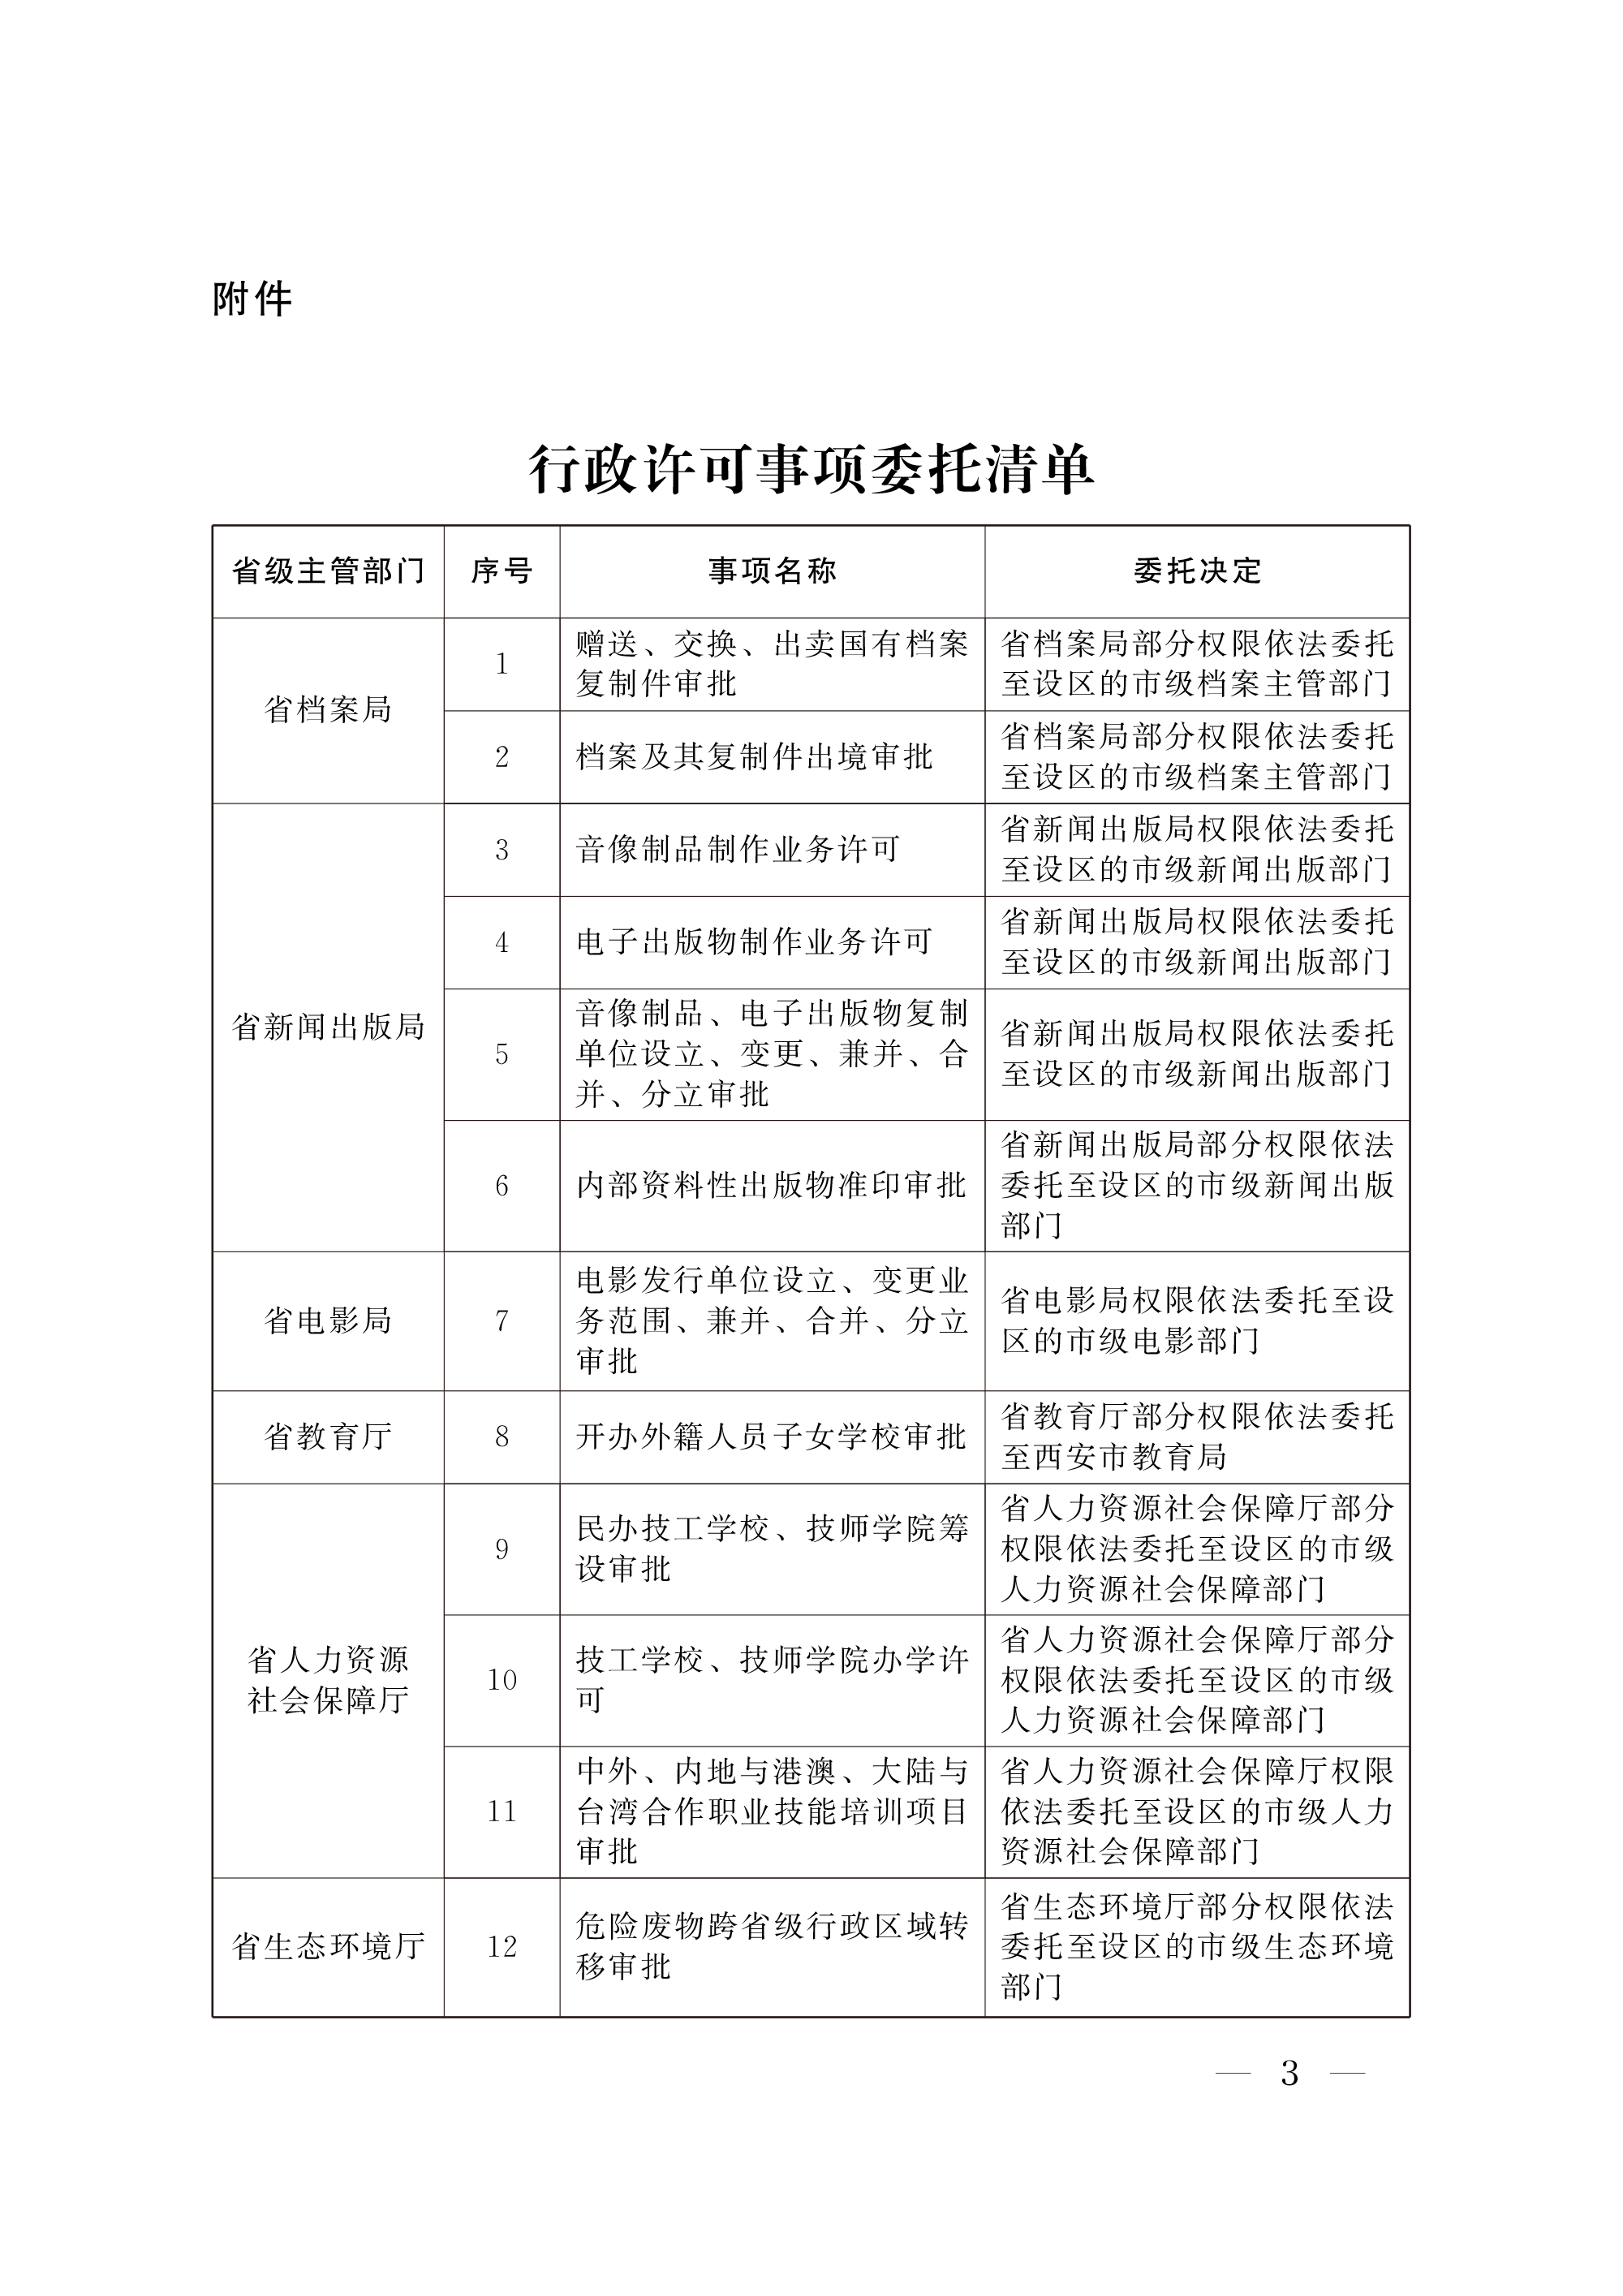 附件
行政许可事项委托清单
省级主管部门 序号 事项名称 委托决定
省档案局
1
赠送、交换、出卖国有档案
复制件审批
省档案局部分权限依法委托
至设区的市级档案主管部门
2
档案及其复制件出境审批
省档案局部分权限依法委托
至设区的市级档案主管部门
省新闻出版局
3
音像制品制作业务许可
省新闻出版局权限依法委托
至设区的市级新闻出版部门
4
电子出版物制作业务许可
省新闻出版局权限依法委托
至设区的市级新闻出版部门
5
音像制品、电子出版物复制
单位设立、变更、兼并、合
并、分立审批
省新闻出版局权限依法委托
至设区的市级新闻出版部门
6
内部资料性出版物准印审批
省新闻出版局部分权限依法
委托至设区的市级新闻出版
部门
省电影局
7
电影发行单位设立、变更业
务范围、兼并、合并、分立
审批
省电影局权限依法委托至设
区的市级电影部门
省教育厅
8
开办外籍人员子女学校审批
省教育厅部分权限依法委托
至西安市教育局
省人力资源
社会保障厅
9
民办技工学校、技师学院筹
设审批
省人力资源社会保障厅部分
权限依法委托至设区的市级
人力资源社会保障部门
10
技工学校、技师学院办学许
可
省人力资源社会保障厅部分
权限依法委托至设区的市级
人力资源社会保障部门
11
中外、内地与港澳、大陆与
台湾合作职业技能培训项目
审批
省人力资源社会保障厅权限
依法委托至设区的市级人力
资源社会保障部门
省生态环境厅
12
危险废物跨省级行政区域转
移审批
省生态环境厅部分权限依法
委托至设区的市级生态环境
部门
— 3 —